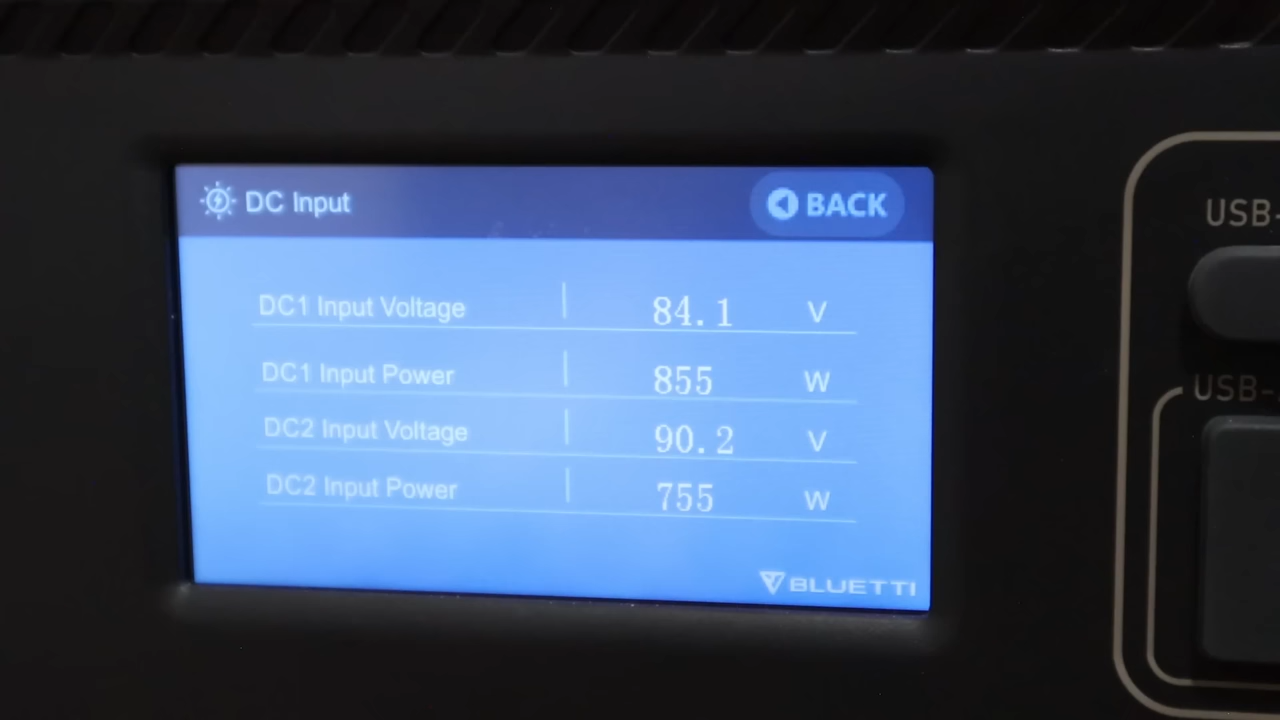 DC Input
BACK
DC1 Input Voltage 84.1 V
DC1 Input Power 855 W
DC2 Input Voltage 90.2 V
DC2 Input Power 755 W
BLUETTI
USB-
USB-